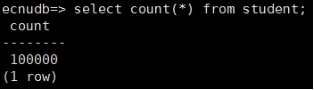 ecnudb=> select count(*) from student;
count
--------
100000
(1 row)